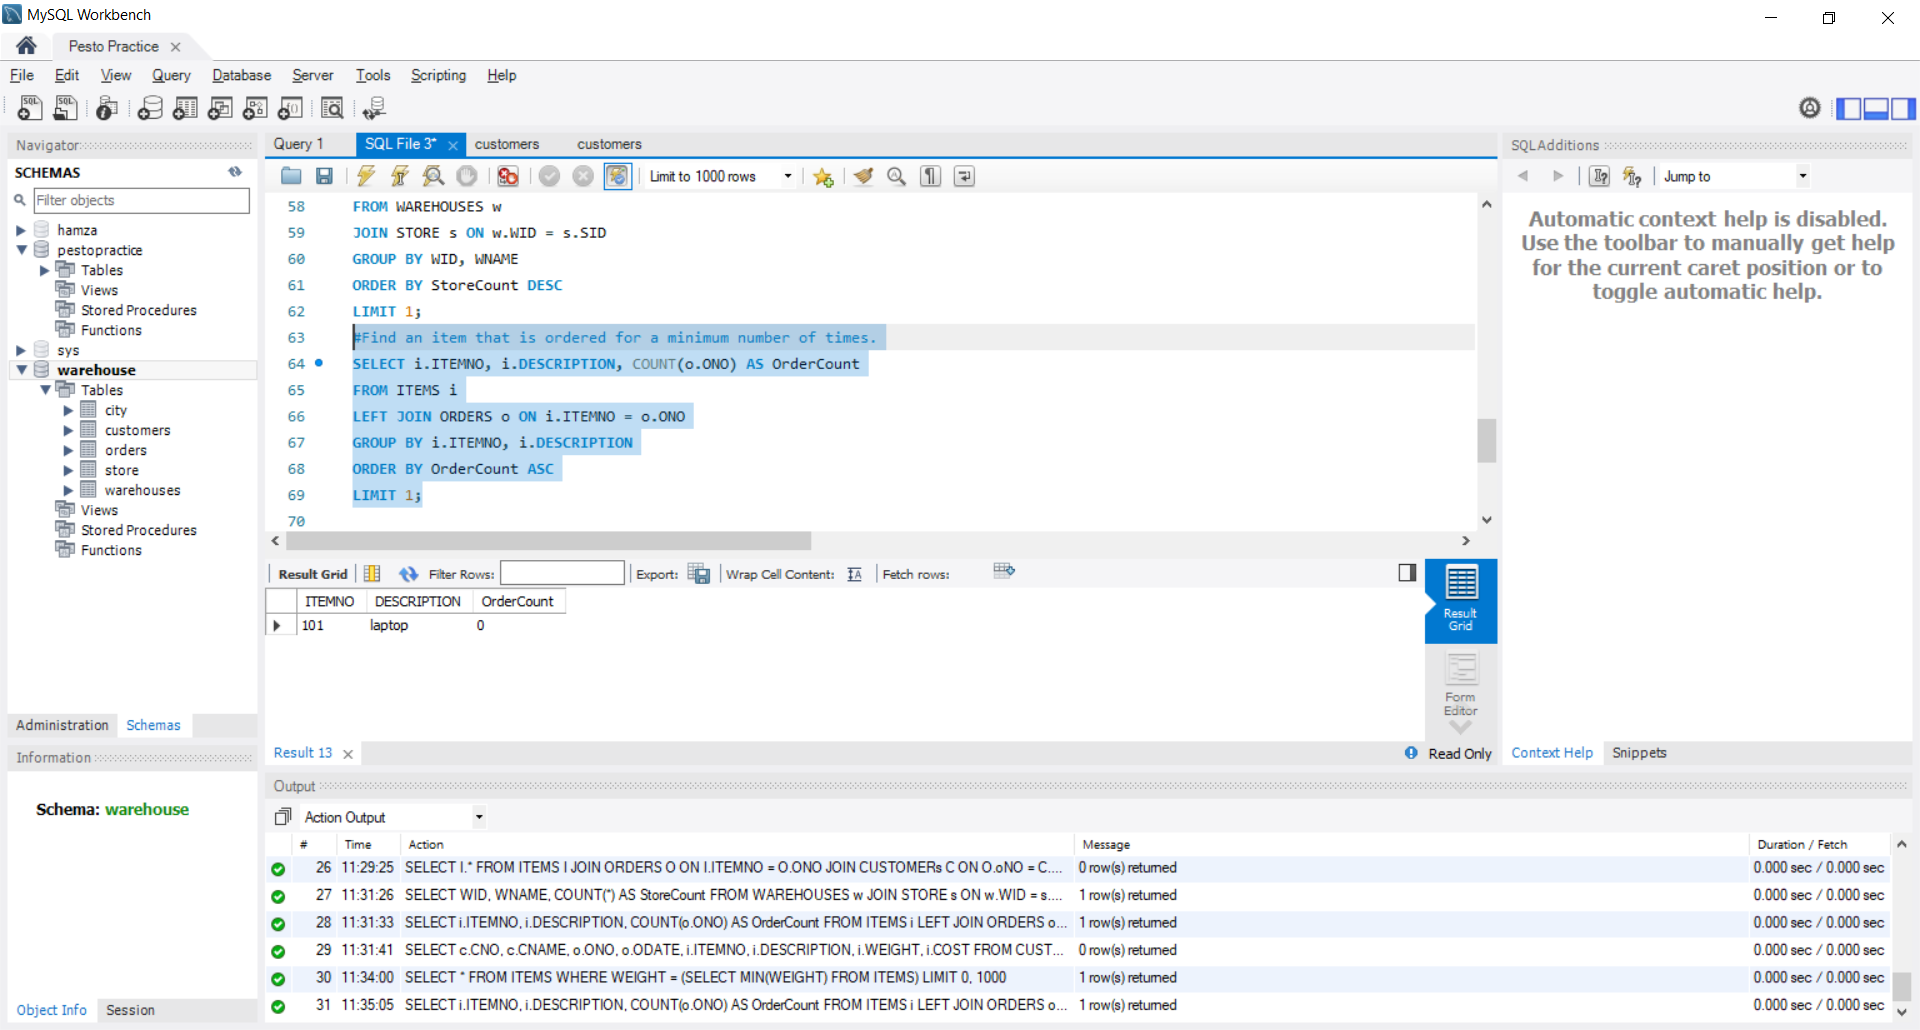 MySQL Workbench
Pesto Practice
File Edit View Query Database Server Tools Scripting Help
Navigator
SCHEMAS
Filter objects
hamza
pestopractice
Tables
Views
Stored Procedures
Functions
sys
warehouse
Tables
city
customers
orders
store
warehouses
Views
Stored Procedures
Functions
Administration Schemas
Information
Schema: warehouse
Object Info Session
Query 1 SQL File 3* customers customers
Limit to 1000 rows
58 FROM WAREHOUSES w
59 JOIN STORE s ON w.WID = s.SID
60 GROUP BY WID, WNAME
61 ORDER BY StoreCount DESC
62 LIMIT 1;
63 #Find an item that is ordered for a minimum number of times.
64 SELECT i.ITEMNO, i.DESCRIPTION, COUNT(o.ONO) AS OrderCount
65 FROM ITEMS i
66 LEFT JOIN ORDERS o ON i.ITEMNO = o.ONO
67 GROUP BY i.ITEMNO, i.DESCRIPTION
68 ORDER BY OrderCount ASC
69 LIMIT 1;
70
Result Grid Filter Rows: Export: Wrap Cell Content: Fetch rows:
ITEMNO DESCRIPTION OrderCount
101 laptop 0
Result Grid
Form Editor
Result 13
Read Only
SQLAdditions
Jump to
Automatic context help is disabled.
Use the toolbar to manually get help
for the current caret position or to
toggle automatic help.
Context Help Snippets
Output
Action Output
# Time Action Message Duration / Fetch
26 11:29:25 SELECT I.* FROM ITEMS I JOIN ORDERS O ON I.ITEMNO = O.ONO JOIN CUSTOMERs C ON O.oNO = C.... 0 row(s) returned 0.000 sec / 0.000 sec
27 11:31:26 SELECT WID, WNAME, COUNT(*) AS StoreCount FROM WAREHOUSES w JOIN STORE s ON w.WID = s.... 1 row(s) returned 0.000 sec / 0.000 sec
28 11:31:33 SELECT i.ITEMNO, i.DESCRIPTION, COUNT(o.ONO) AS OrderCount FROM ITEMS i LEFT JOIN ORDERS o... 1 row(s) returned 0.000 sec / 0.000 sec
29 11:31:41 SELECT c.CNO, c.CNAME, o.ONO, o.ODATE, i.ITEMNO, i.DESCRIPTION, i.WEIGHT, i.COST FROM CUST... 0 row(s) returned 0.000 sec / 0.000 sec
30 11:34:00 SELECT * FROM ITEMS WHERE WEIGHT = (SELECT MIN(WEIGHT) FROM ITEMS) LIMIT 0, 1000 1 row(s) returned 0.000 sec / 0.000 sec
31 11:35:05 SELECT i.ITEMNO, i.DESCRIPTION, COUNT(o.ONO) AS OrderCount FROM ITEMS i LEFT JOIN ORDERS o... 1 row(s) returned 0.000 sec / 0.000 sec